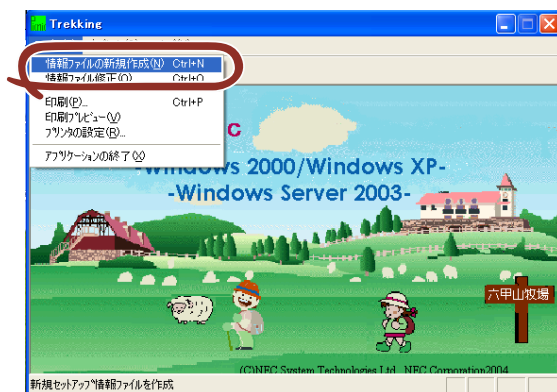 Trekking
情報ファイルの新規作成(N) Ctrl+N
情報ファイル修正(O) Ctrl+O
印刷(P)... Ctrl+P
印刷プレビュー(V)
プリンタの設定(R)...
アプリケーションの終了(X)
C
-Windows 2000/Windows XP-
-Windows Server 2003-
六甲山牧場
(C)NEC System Technologies Ltd., NEC Corporation2004
新規セットアップ情報ファイルを作成